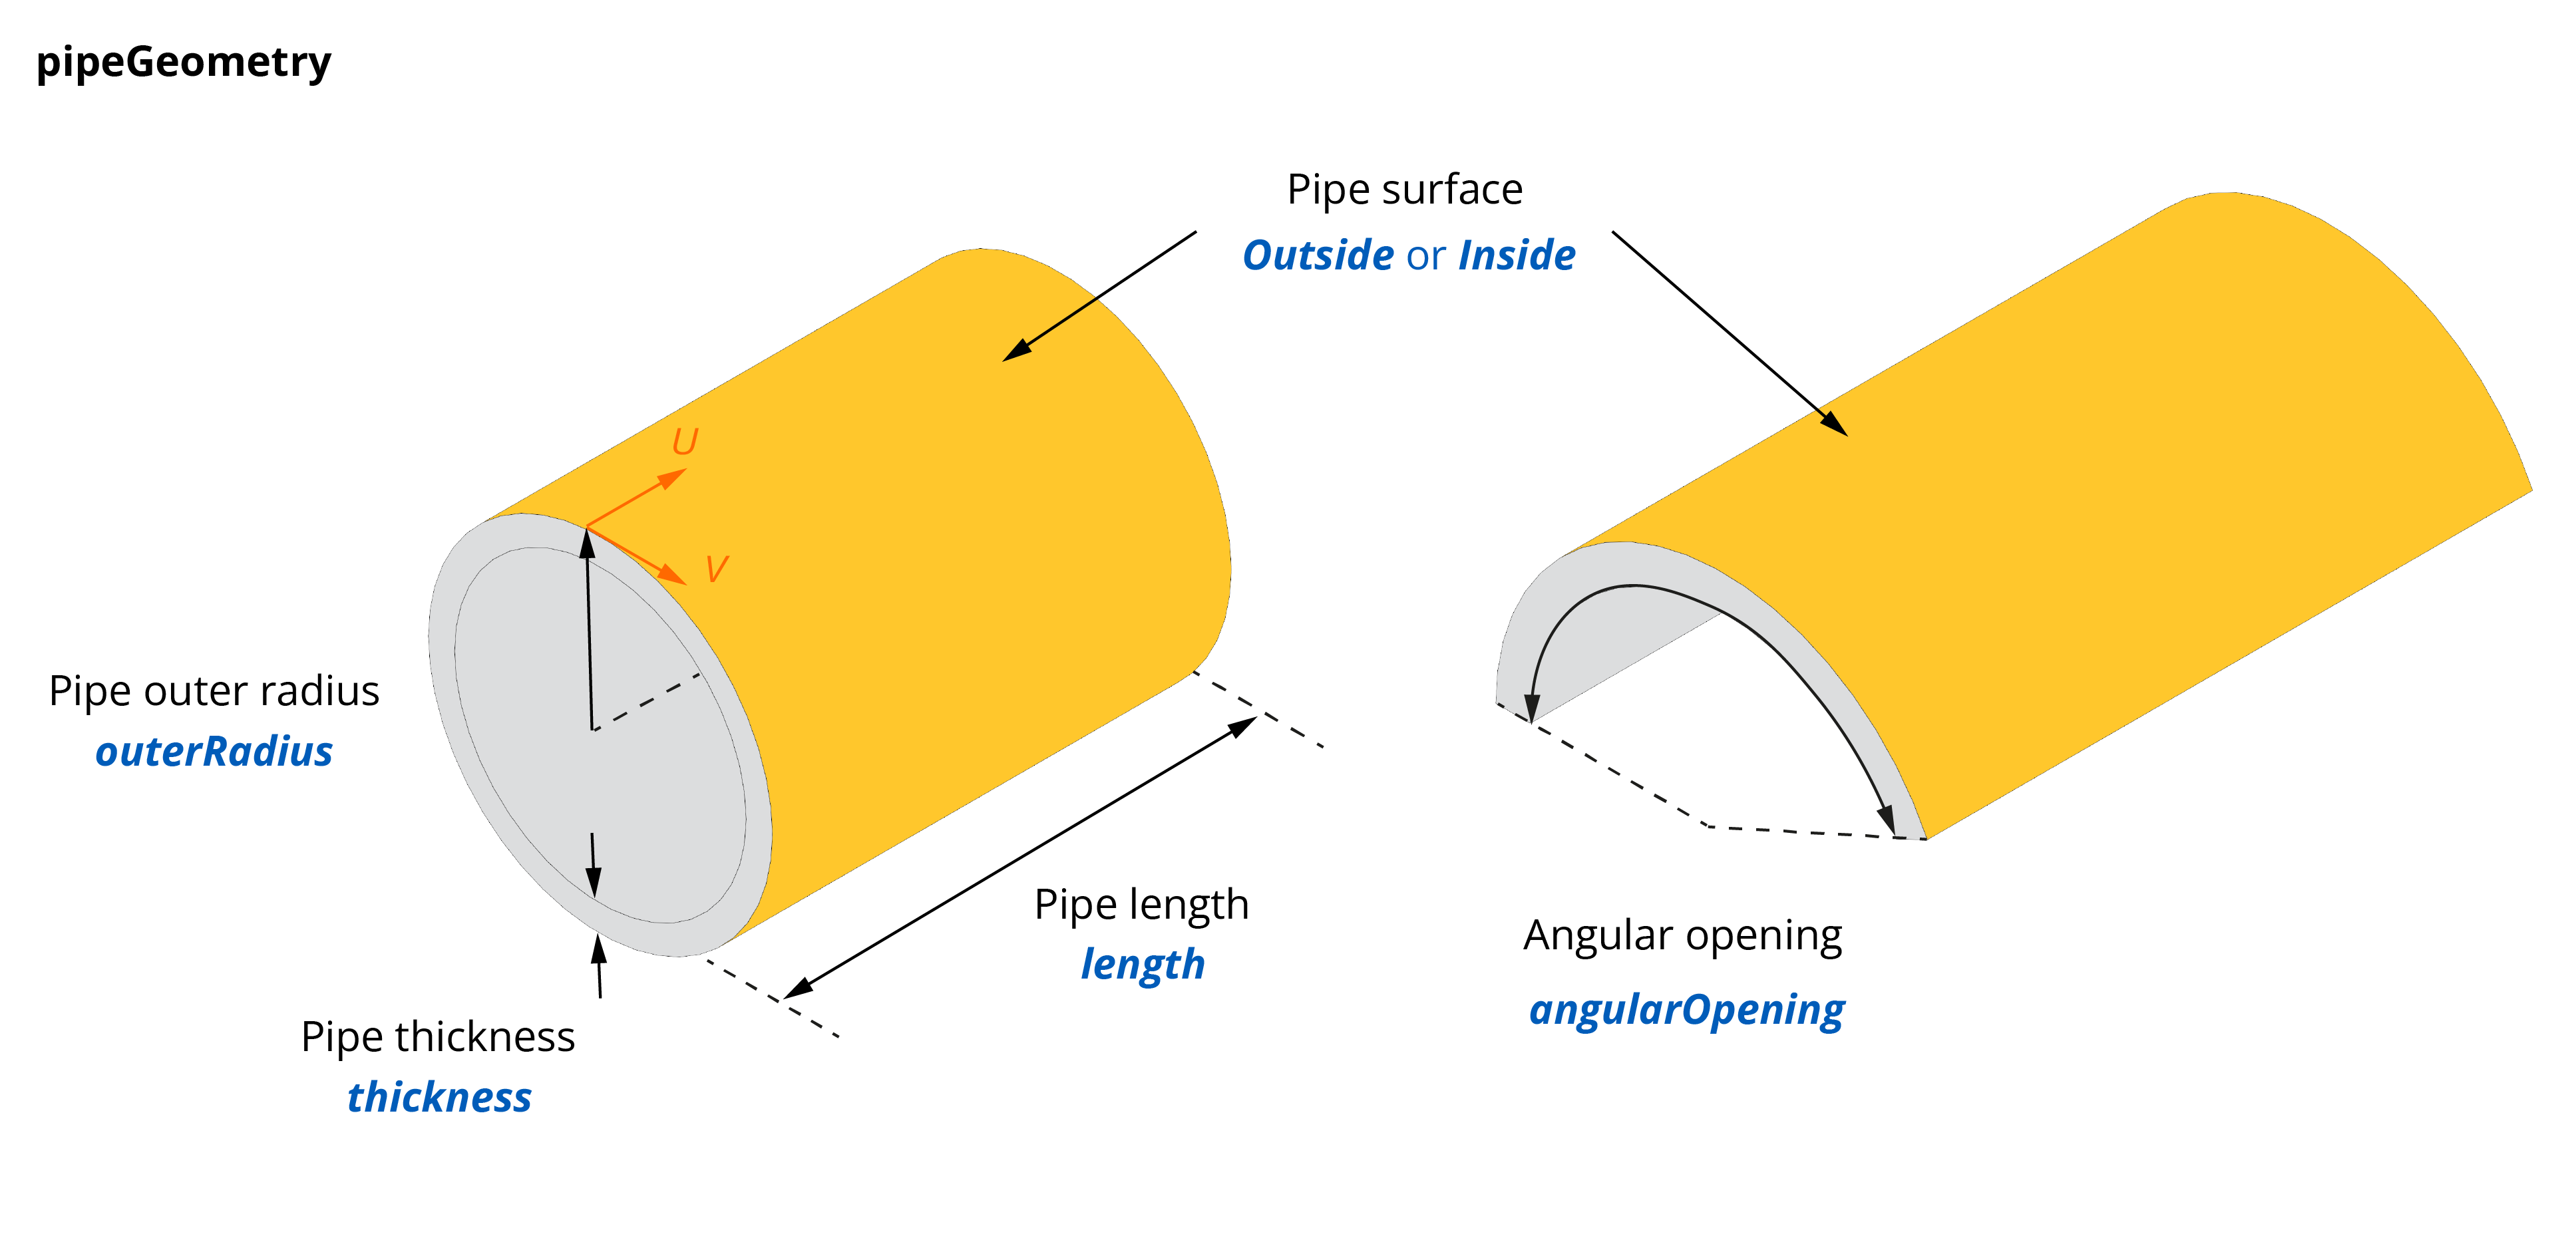 pipeGeometry
Pipe surface
Outside or Inside
U
V
Pipe outer radius
outerRadius
Pipe length
length
Angular opening
angularOpening
Pipe thickness
thickness